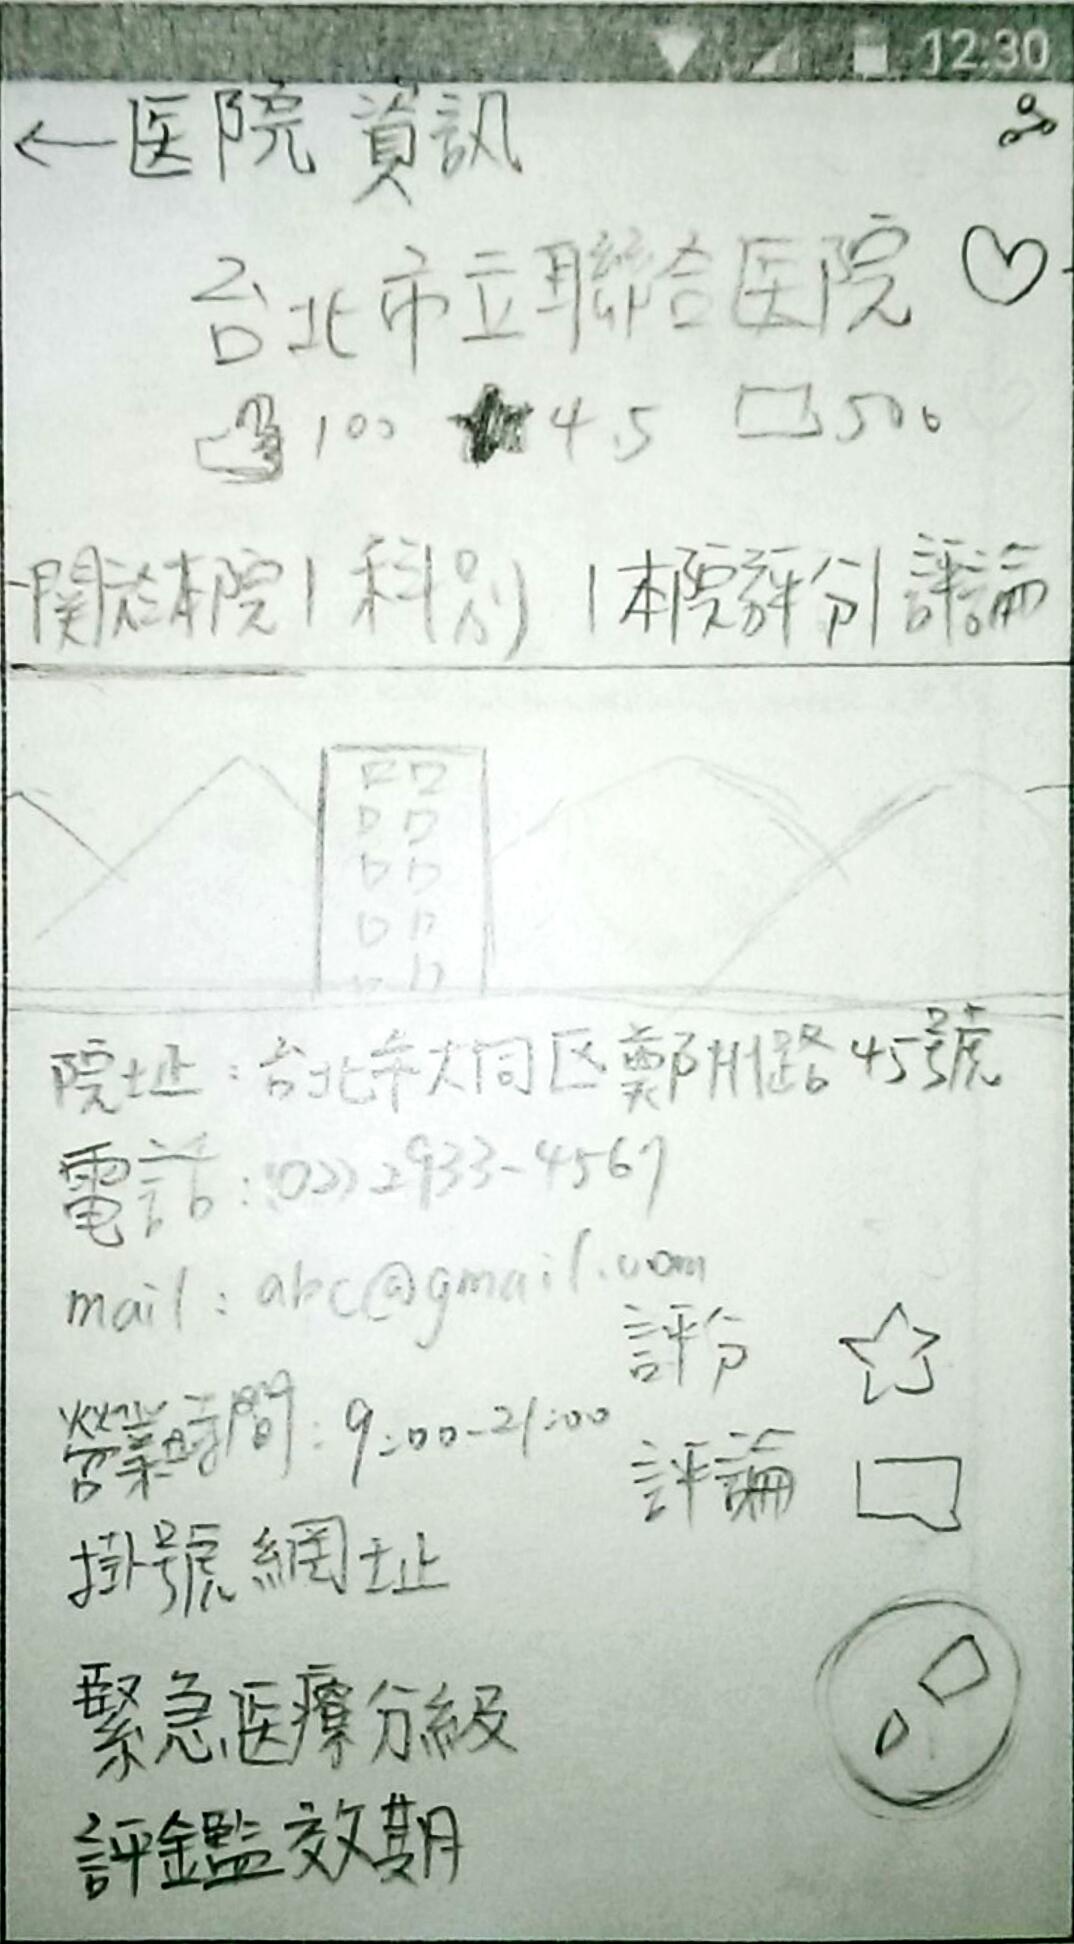 12:30
←医院 資訊
台北市立聯合医院
100 4.5 500
関於本院|科別|本院評分|評論
院址:台北市大同区鄭州路45號
電話:(02)2933-4567
mail:abc@gmail.com
評分
營業時間:9:00-21:00
評論
掛號網址
緊急医療分級
評鑑效期